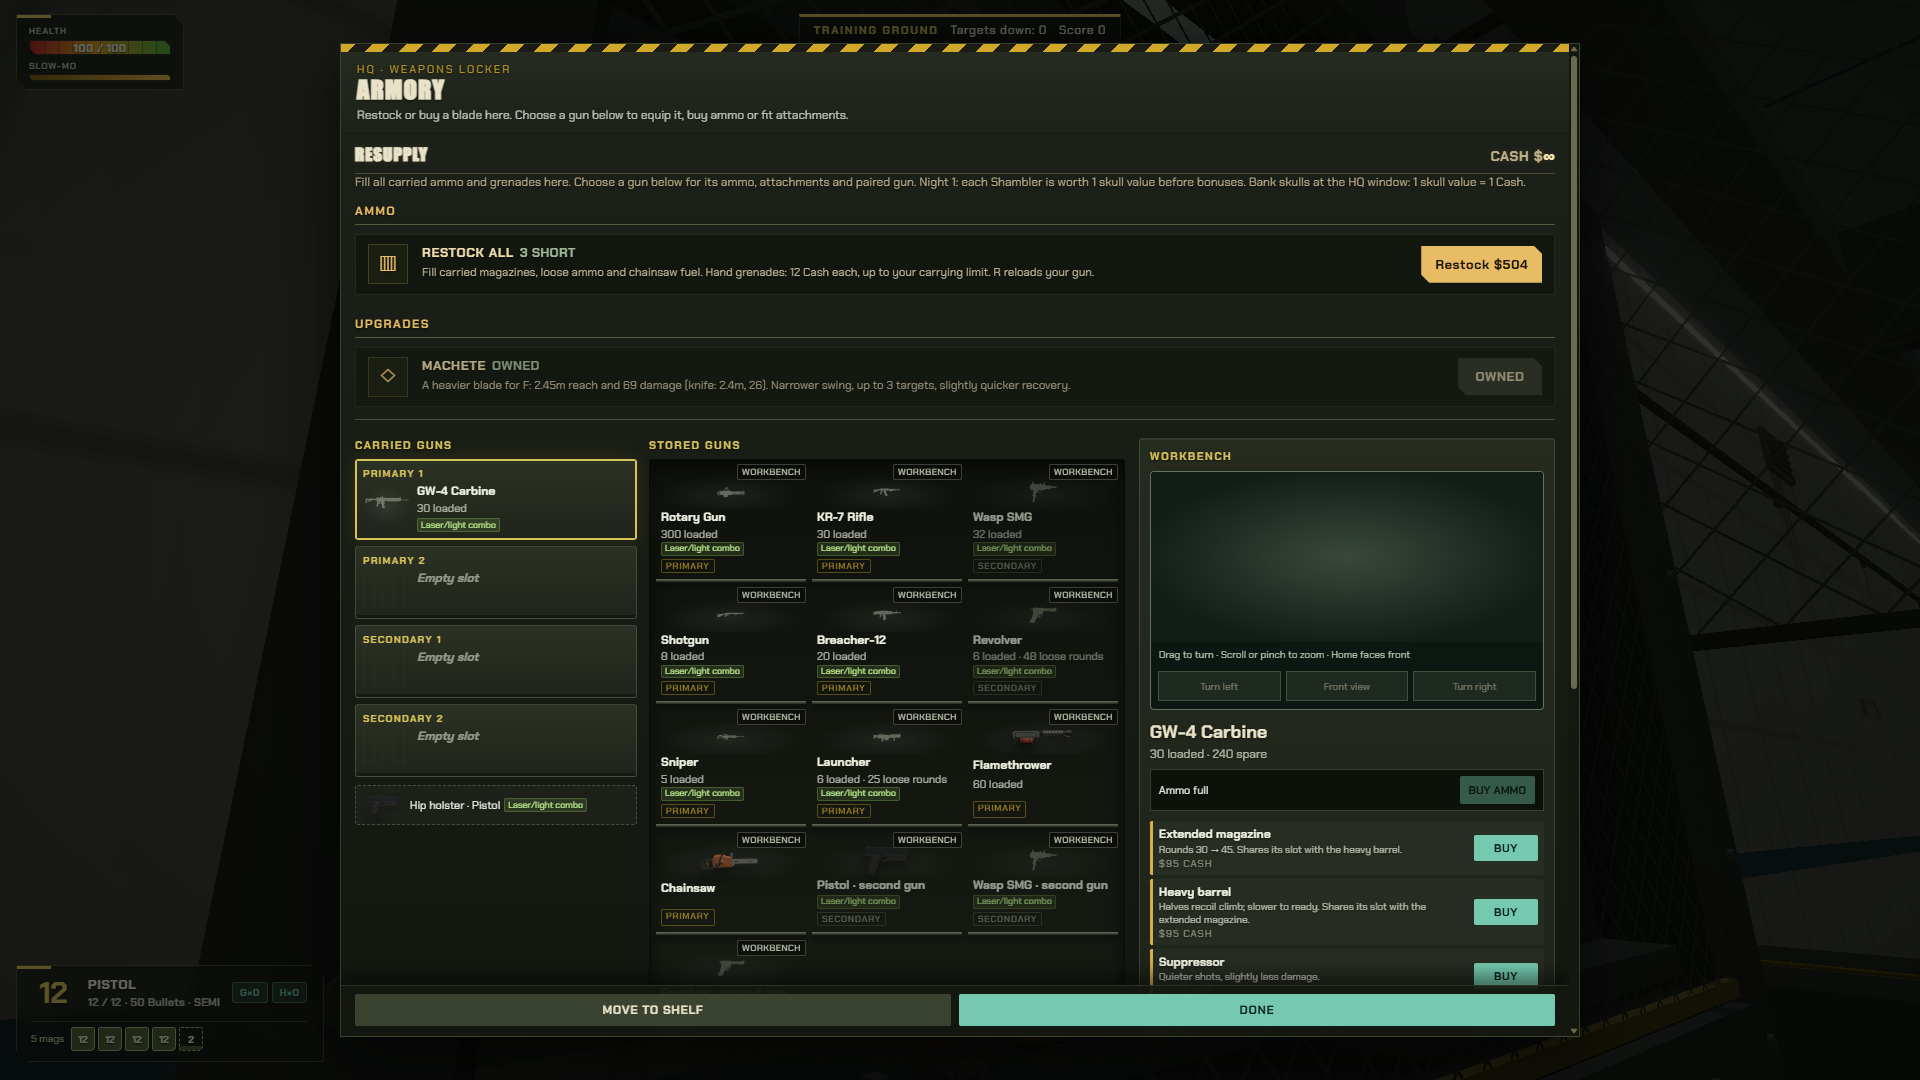 HEALTH
100 / 100
SLOW-MO
TRAINING GROUND Targets down: 0 Score 0
HQ · WEAPONS LOCKER
ARMORY
Restock or buy a blade here. Choose a gun below to equip it, buy ammo or fit attachments.
RESUPPLY
CASH $∞
Fill all carried ammo and grenades here. Choose a gun below for its ammo, attachments and paired gun. Night 1: each Shambler is worth 1 skull value before bonuses. Bank skulls at the HQ window: 1 skull value = 1 Cash.
AMMO
RESTOCK ALL 3 SHORT
Fill carried magazines, loose ammo and chainsaw fuel. Hand grenades: 12 Cash each, up to your carrying limit. R reloads your gun.
Restock $504
UPGRADES
MACHETE OWNED
A heavier blade for F: 2.45m reach and 69 damage (knife: 2.4m, 26). Narrower swing, up to 3 targets, slightly quicker recovery.
OWNED
CARRIED GUNS
PRIMARY 1
GW-4 Carbine
30 loaded
Laser/light combo
PRIMARY 2
Empty slot
SECONDARY 1
Empty slot
SECONDARY 2
Empty slot
Hip holster · Pistol Laser/light combo
STORED GUNS
WORKBENCH
Rotary Gun
300 loaded
Laser/light combo
PRIMARY
WORKBENCH
KR-7 Rifle
30 loaded
Laser/light combo
PRIMARY
WORKBENCH
Wasp SMG
32 loaded
Laser/light combo
SECONDARY
WORKBENCH
Shotgun
8 loaded
Laser/light combo
PRIMARY
WORKBENCH
Breacher-12
20 loaded
Laser/light combo
PRIMARY
WORKBENCH
Revolver
6 loaded · 48 loose rounds
Laser/light combo
SECONDARY
WORKBENCH
Sniper
5 loaded
Laser/light combo
PRIMARY
WORKBENCH
Launcher
6 loaded · 25 loose rounds
Laser/light combo
PRIMARY
WORKBENCH
Flamethrower
60 loaded
PRIMARY
WORKBENCH
Chainsaw
PRIMARY
WORKBENCH
Pistol · second gun
Laser/light combo
SECONDARY
WORKBENCH
Wasp SMG · second gun
Laser/light combo
SECONDARY
WORKBENCH
WORKBENCH
Drag to turn · Scroll or pinch to zoom · Home faces front
Turn left
Front view
Turn right
GW-4 Carbine
30 loaded · 240 spare
Ammo full
BUY AMMO
Extended magazine
Rounds 30 → 45. Shares its slot with the heavy barrel.
$95 CASH
BUY
Heavy barrel
Halves recoil climb; slower to ready. Shares its slot with the
extended magazine.
$95 CASH
BUY
Suppressor
Quieter shots, slightly less damage.
BUY
MOVE TO SHELF
DONE
12
PISTOL
12 / 12 · 50 Bullets · SEMI
G×0
H×0
5 mags 12 12 12 12 2